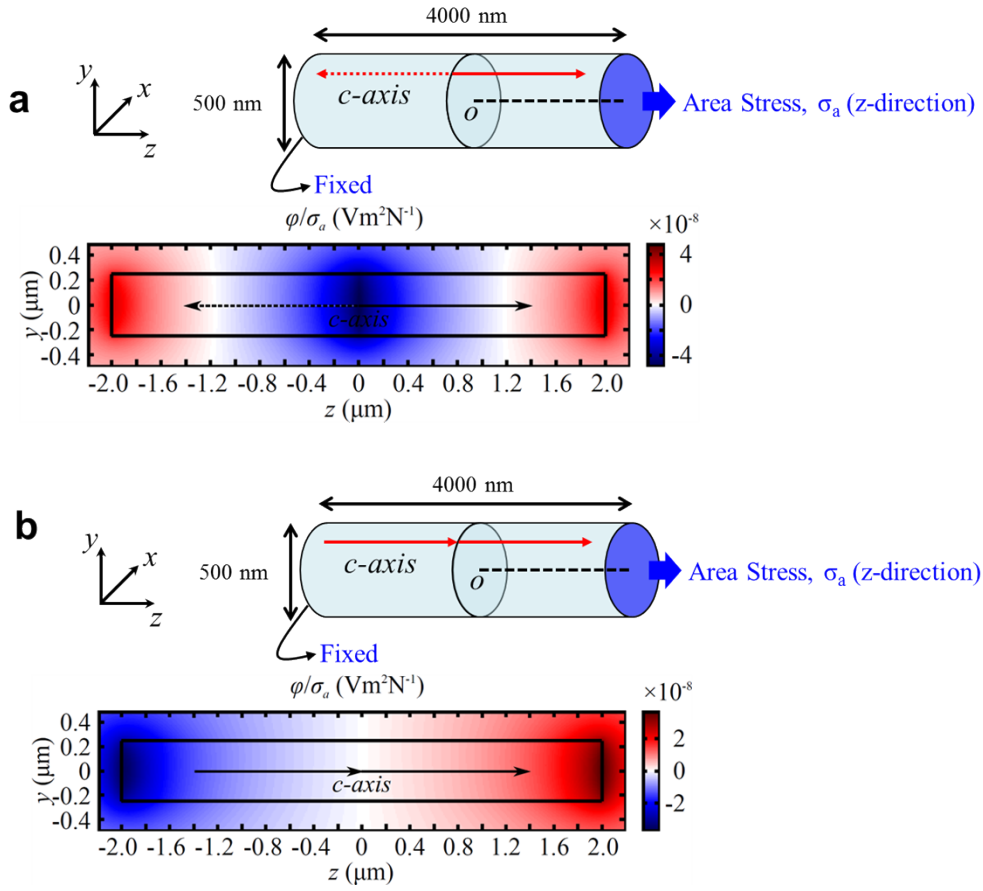 a
4000 nm
y
x
z
500 nm
c-axis
o
Area Stress, σₐ (z-direction)
Fixed
φ/σₐ (Vm²N⁻¹)
×10⁻⁸
y (μm)
0.4
0.2
0
-0.2
-0.4
c-axis
4
0
-4
-2.0 -1.6 -1.2 -0.8 -0.4 0 0.4 0.8 1.2 1.6 2.0
z (μm)
b
4000 nm
y
x
z
500 nm
c-axis
o
Area Stress, σₐ (z-direction)
Fixed
φ/σₐ (Vm²N⁻¹)
×10⁻⁸
y (μm)
0.4
0.2
0
-0.2
-0.4
c-axis
2
0
-2
-2.0 -1.6 -1.2 -0.8 -0.4 0 0.4 0.8 1.2 1.6 2.0
z (μm)